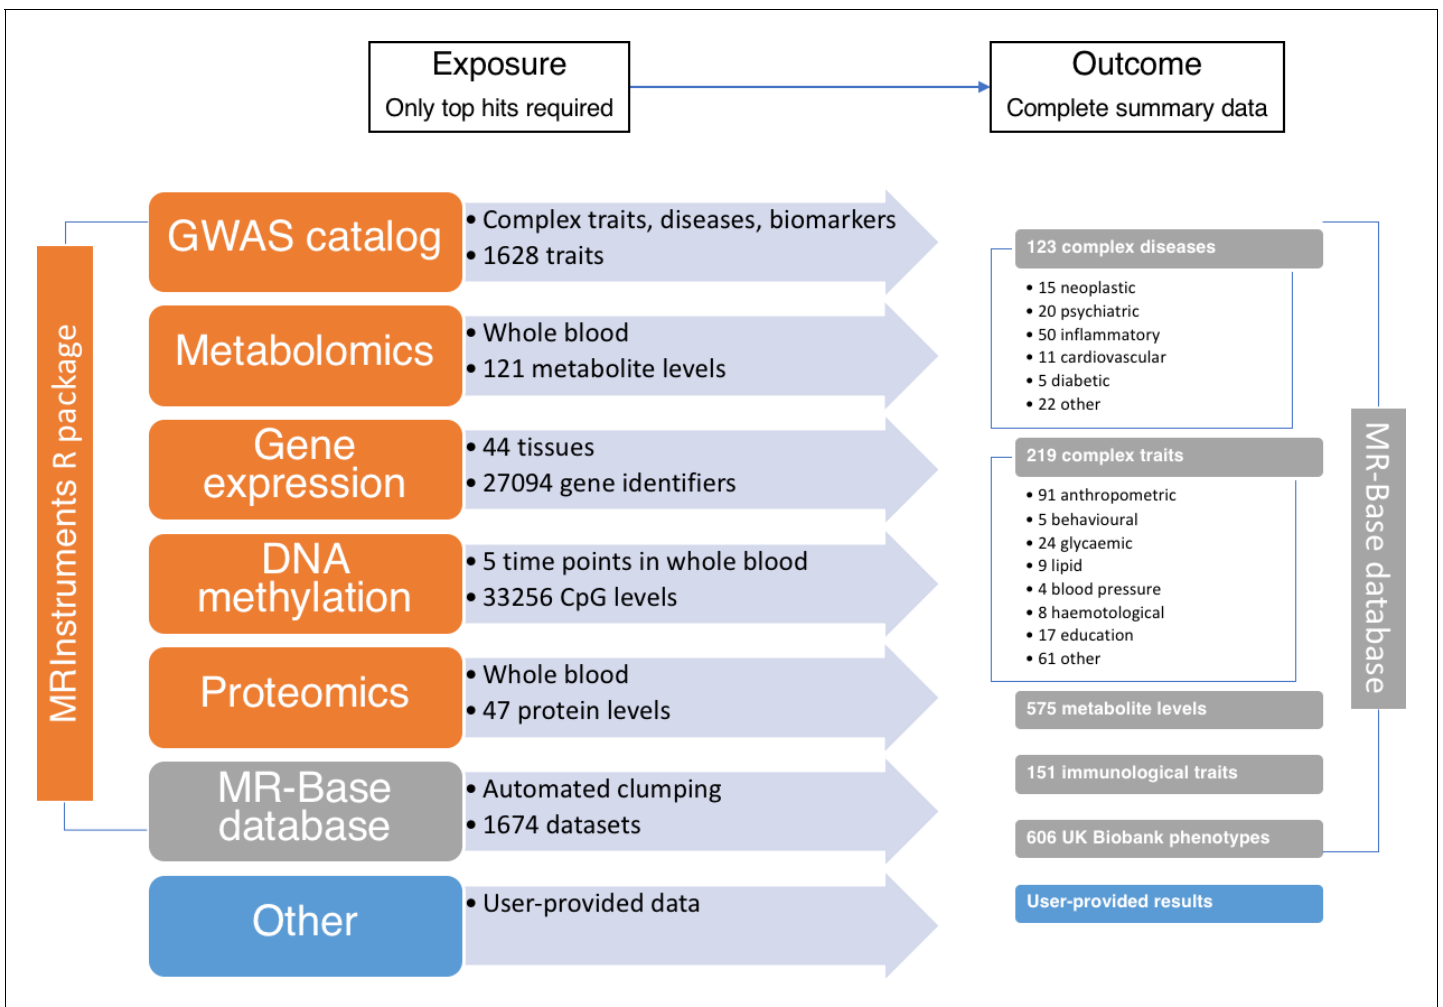 Exposure
Only top hits required
Outcome
Complete summary data
MRInstruments R package
GWAS catalog
• Complex traits, diseases, biomarkers
• 1628 traits
Metabolomics
• Whole blood
• 121 metabolite levels
Gene
expression
• 44 tissues
• 27094 gene identifiers
DNA
methylation
• 5 time points in whole blood
• 33256 CpG levels
Proteomics
• Whole blood
• 47 protein levels
MR-Base
database
• Automated clumping
• 1674 datasets
Other
• User-provided data
123 complex diseases
• 15 neoplastic
• 20 psychiatric
• 50 inflammatory
• 11 cardiovascular
• 5 diabetic
• 22 other
219 complex traits
• 91 anthropometric
• 5 behavioural
• 24 glycaemic
• 9 lipid
• 4 blood pressure
• 8 haemotological
• 17 education
• 61 other
575 metabolite levels
151 immunological traits
606 UK Biobank phenotypes
User-provided results
MR-Base database